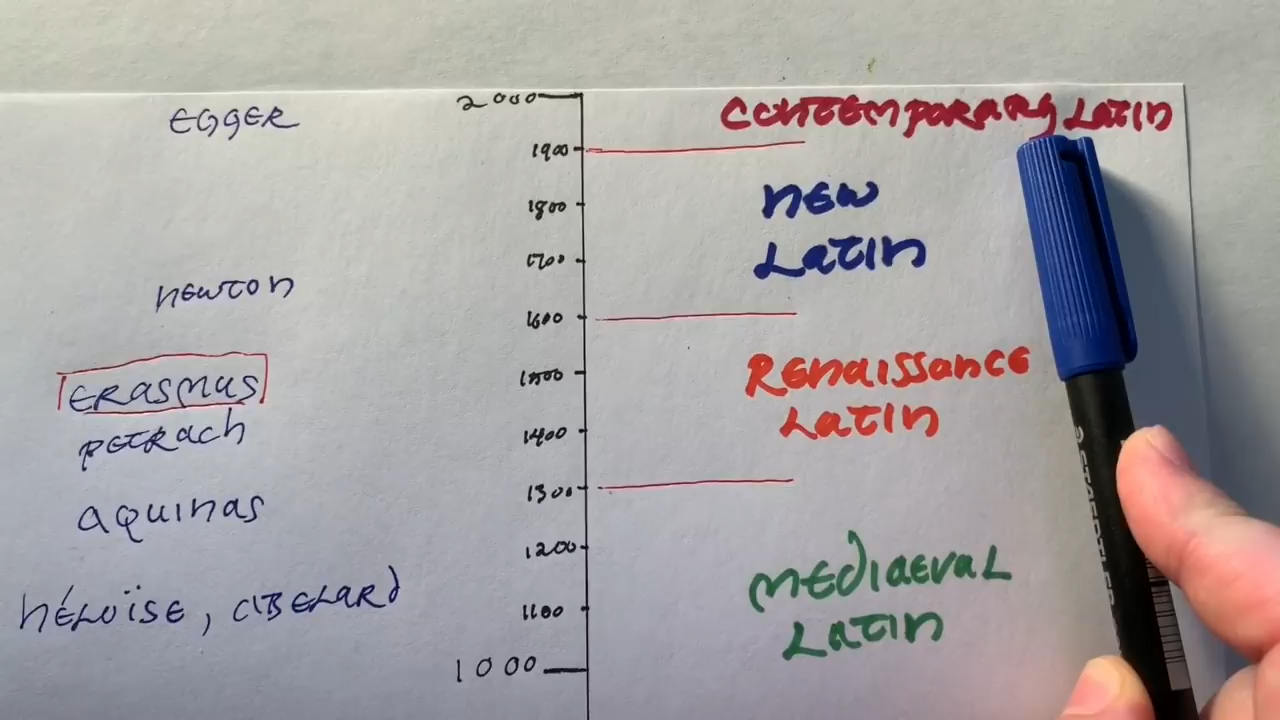 EGGER
NEWTON
ERASMUS
PETRACH
AQUINAS
HÉLOÏSE, ABELARD
2000
1900
1800
1700
1600
1500
1400
1300
1200
1100
1000
CONTEMPORARY LATIN
NEW
LATIN
RENAISSANCE
LATIN
MEDIAEVAL
LATIN